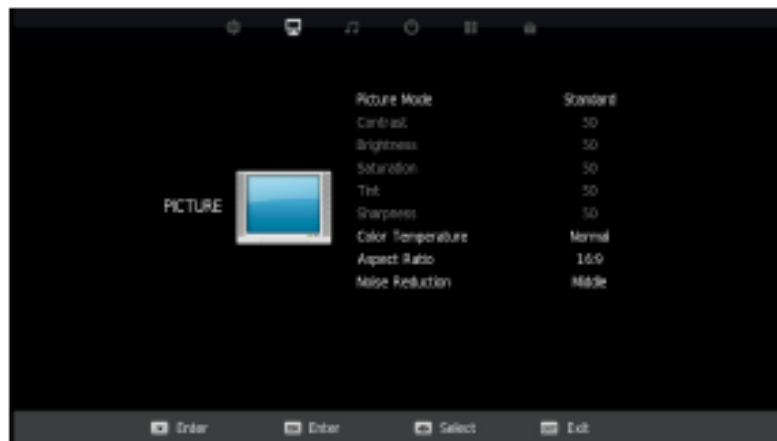 Picture Mode Standard
Contrast 50
Brightness 50
Saturation 50
Tint 50
Sharpness 50
PICTURE
Color Temperature Normal
Aspect Ratio 16:9
Noise Reduction Middle
Enter Enter Select Exit